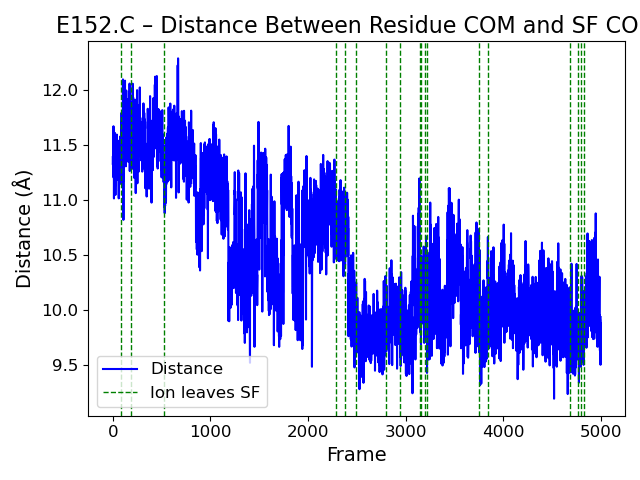 E152.C – Distance Between Residue COM and SF CO
Distance (Å)
12.0
11.5
11.0
10.5
10.0
9.5
Distance
Ion leaves SF
0
1000
2000
3000
4000
5000
Frame